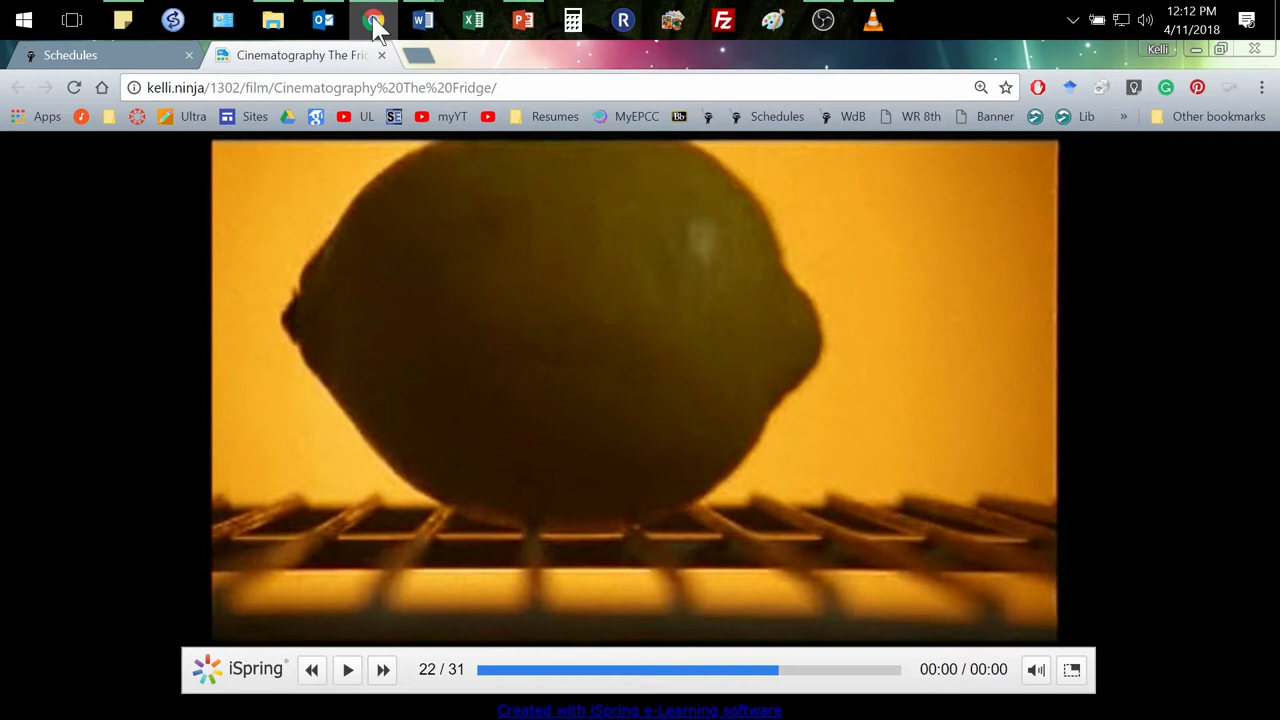 12:12 PM
4/11/2018
Schedules
Cinematography The Fri
Kelli
kelli.ninja/1302/film/Cinematography%20The%20Fridge/
Apps Ultra Sites UL SE myYT Resumes MyEPCC Bb Schedules WdB WR 8th Banner Lib » Other bookmarks
iSpring 22 / 31 00:00 / 00:00
Created with iSpring e-Learning software